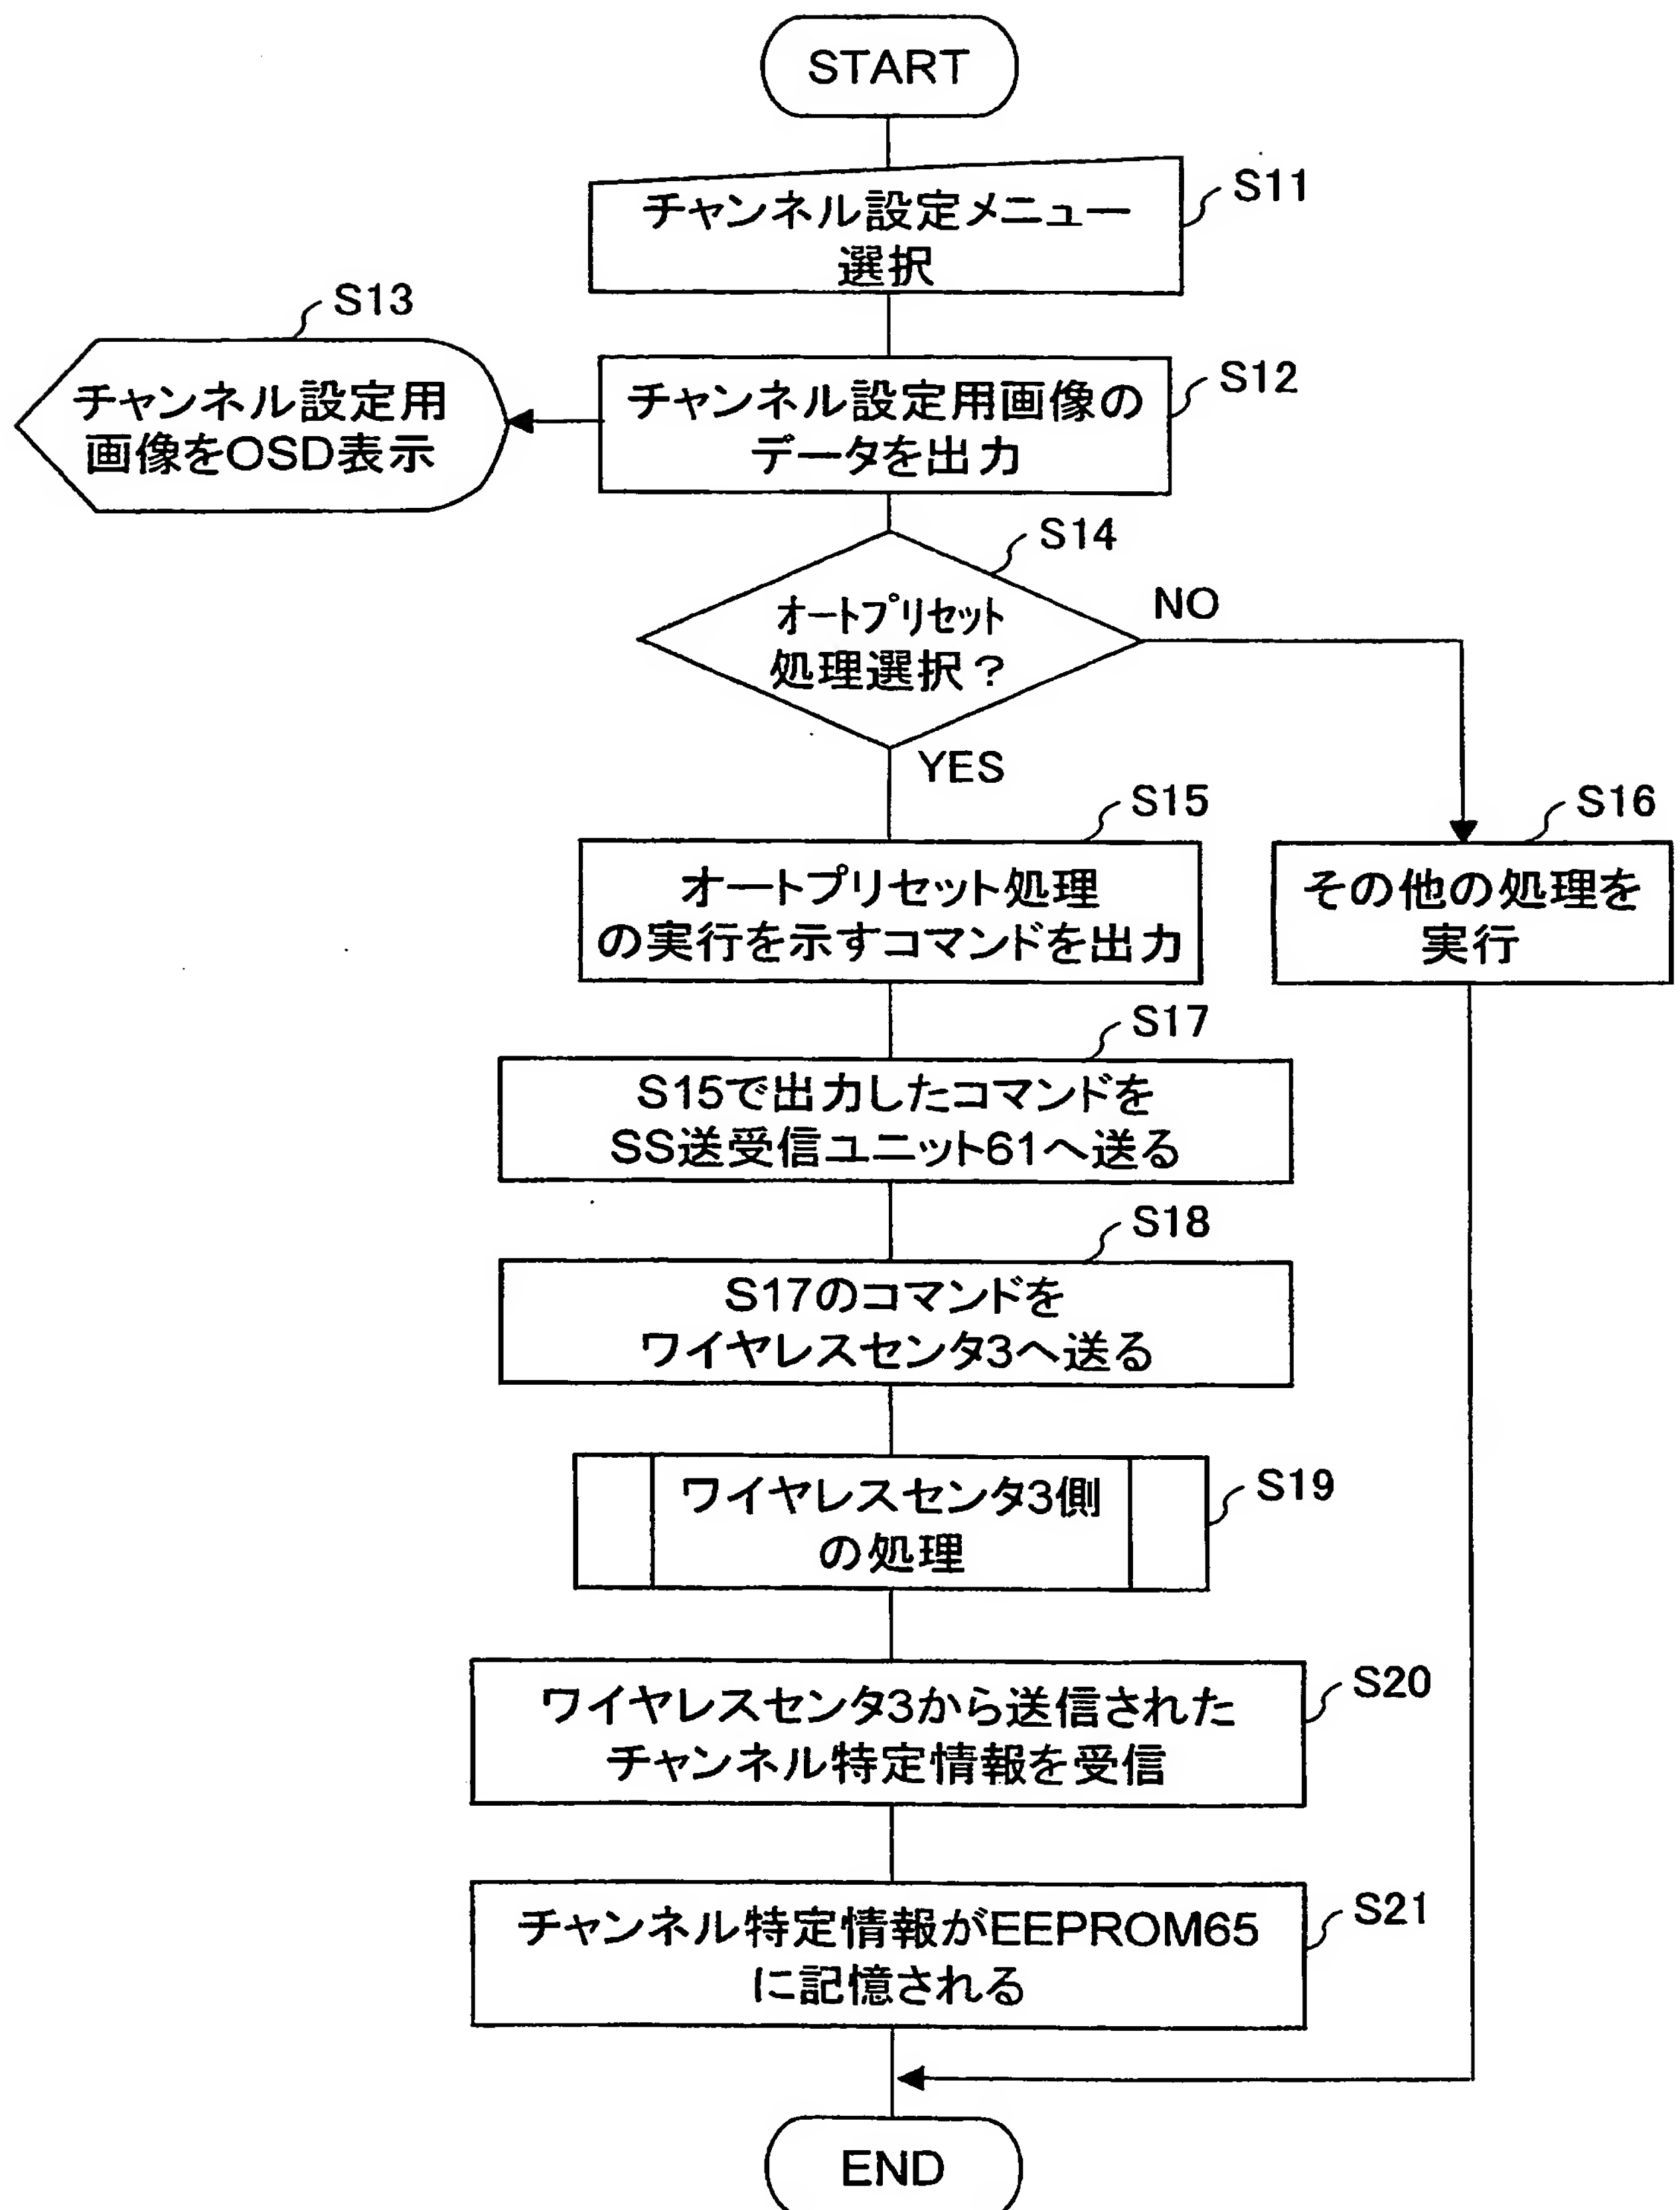 START
S11
チャンネル設定メニュー
選択
S13
チャンネル設定用
画像をOSD表示
S12
チャンネル設定用画像の
データを出力
S14
オートプリセット
処理選択？
NO
YES
S15
オートプリセット処理
の実行を示すコマンドを出力
S16
その他の処理を
実行
S17
S15で出力したコマンドを
SS送受信ユニット61へ送る
S18
S17のコマンドを
ワイヤレスセンタ3へ送る
S19
ワイヤレスセンタ3側
の処理
S20
ワイヤレスセンタ3から送信された
チャンネル特定情報を受信
S21
チャンネル特定情報がEEPROM65
に記憶される
END